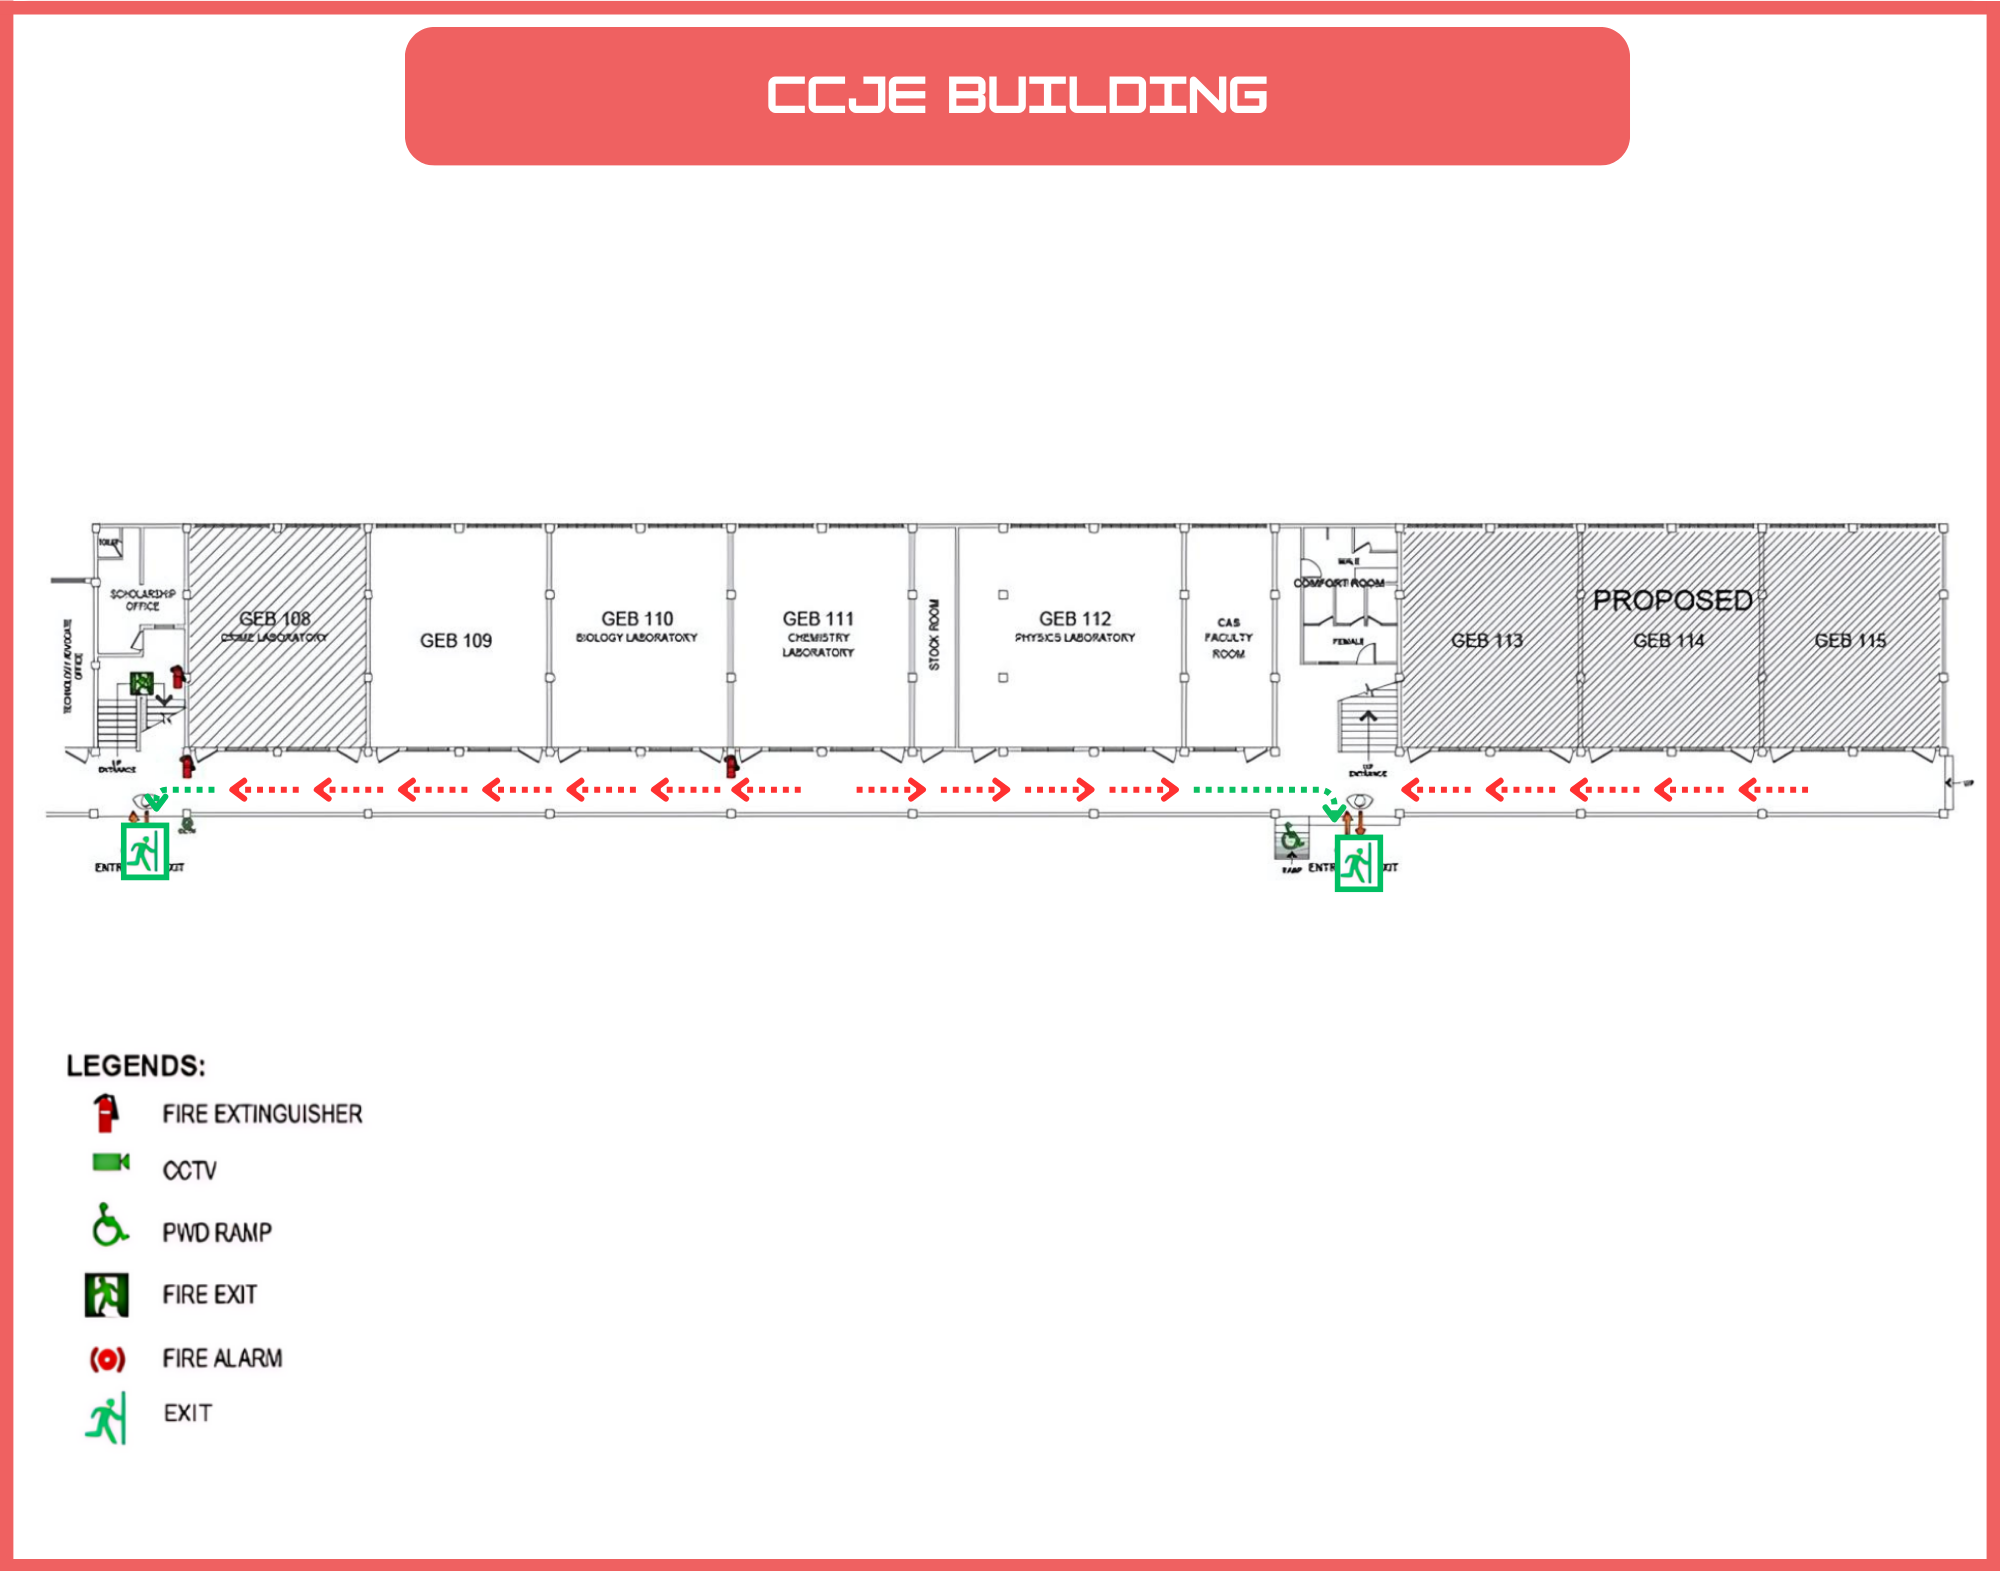 CCJE BUILDING
TOILET
SCHOLARSHIP
OFFICE
TECHNOLOGY ADVOCATE
OFFICE
UP
ENTRANCE
GEB 108
CRIME LABORATORY
GEB 109
GEB 110
BIOLOGY LABORATORY
GEB 111
CHEMISTRY
LABORATORY
STOCK ROOM
GEB 112
PHYSICS LABORATORY
CAS
FACULTY
ROOM
MALE
COMFORT ROOM
FEMALE
UP
ENTRANCE
GEB 113
PROPOSED
GEB 114
GEB 115
UP
ENTR
XIT
RAMP
ENTR
XIT
LEGENDS:
FIRE EXTINGUISHER
CCTV
PWD RAMP
FIRE EXIT
FIRE ALARM
EXIT